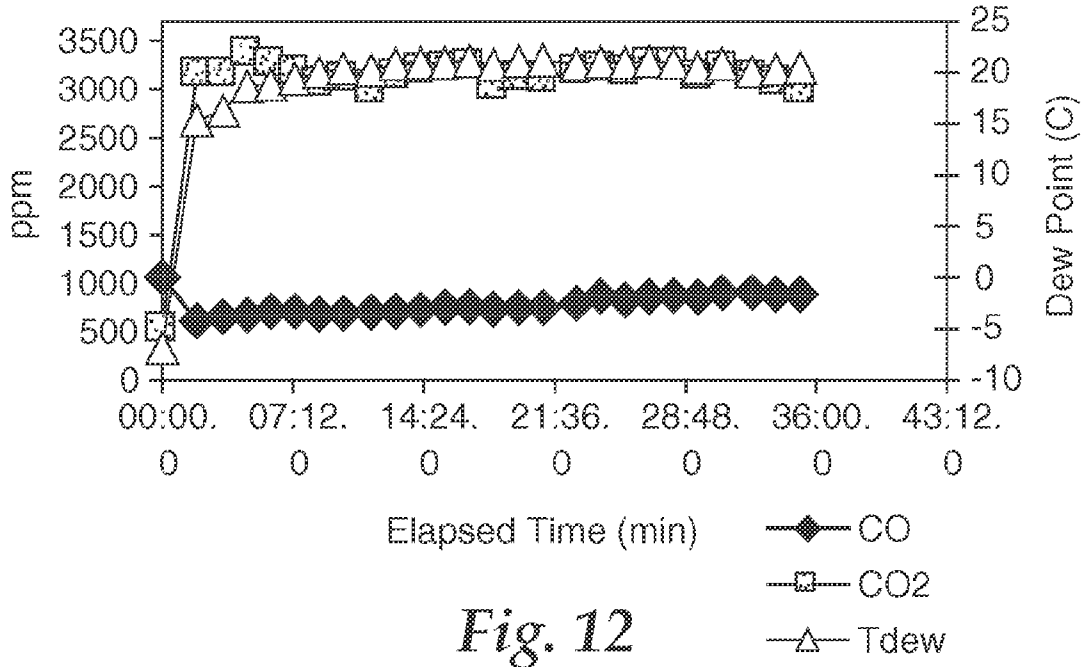 3500
3000
2500
2000
1500
1000
500
0
ppm
25
20
15
10
5
0
-5
-10
Dew Point (C)
00:00. 07:12. 14:24. 21:36. 28:48. 36:00. 43:12.
0 0 0 0 0 0 0
Elapsed Time (min)
CO
CO2
Tdew
Fig. 12